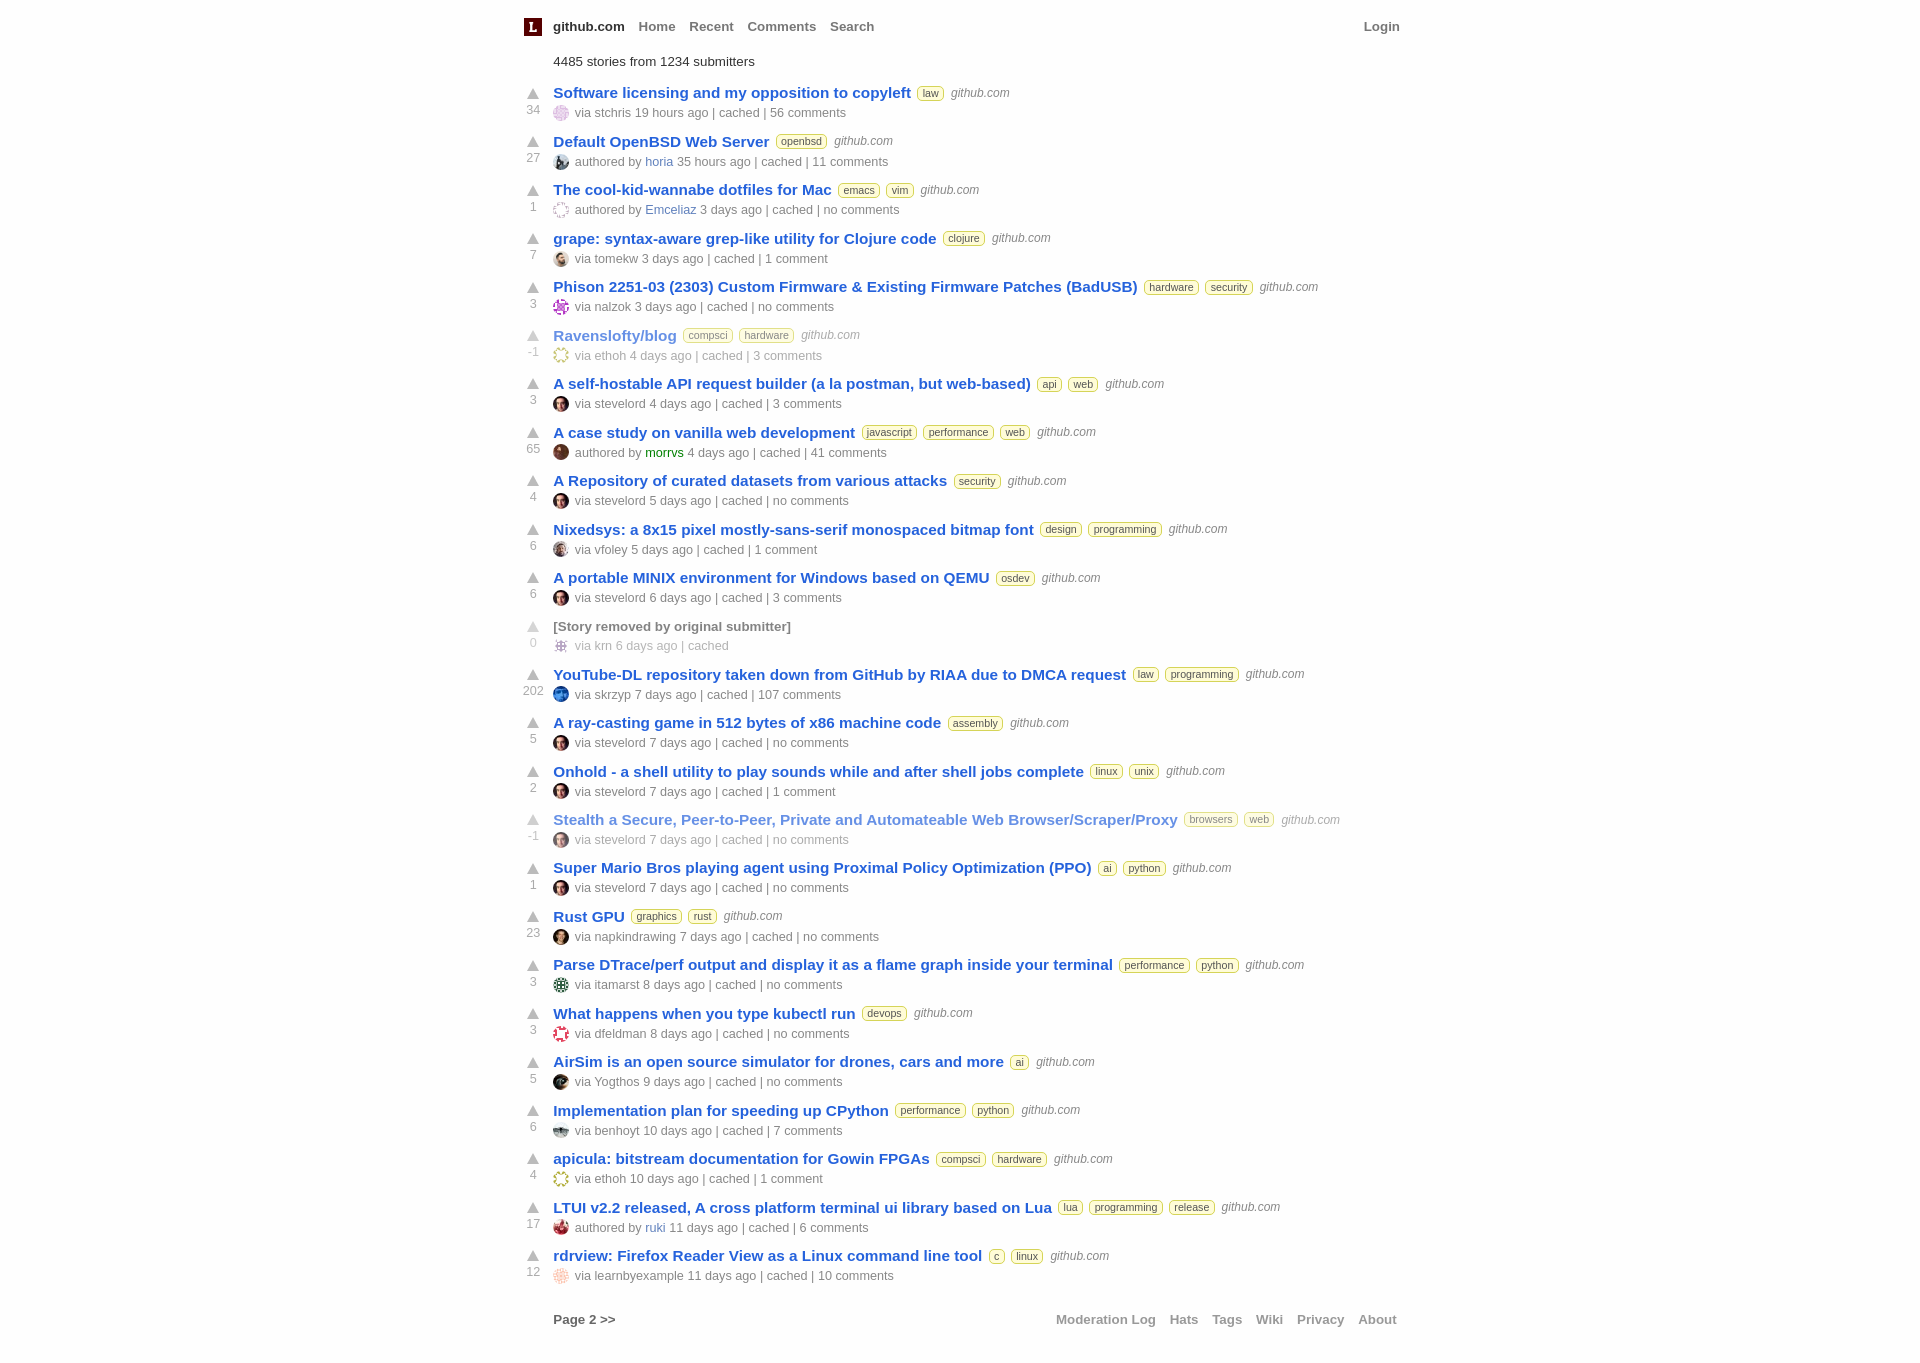 L github.com Home Recent Comments Search Login
4485 stories from 1234 submitters
Software licensing and my opposition to copyleft law github.com
34
via stchris 19 hours ago | cached | 56 comments
Default OpenBSD Web Server openbsd github.com
27
authored by horia 35 hours ago | cached | 11 comments
The cool-kid-wannabe dotfiles for Mac emacs vim github.com
1
authored by Emceliaz 3 days ago | cached | no comments
grape: syntax-aware grep-like utility for Clojure code clojure github.com
7
via tomekw 3 days ago | cached | 1 comment
Phison 2251-03 (2303) Custom Firmware & Existing Firmware Patches (BadUSB) hardware security github.com
3
via nalzok 3 days ago | cached | no comments
Ravenslofty/blog compsci hardware github.com
-1
via ethoh 4 days ago | cached | 3 comments
A self-hostable API request builder (a la postman, but web-based) api web github.com
3
via stevelord 4 days ago | cached | 3 comments
A case study on vanilla web development javascript performance web github.com
65
authored by morrvs 4 days ago | cached | 41 comments
A Repository of curated datasets from various attacks security github.com
4
via stevelord 5 days ago | cached | no comments
Nixedsys: a 8x15 pixel mostly-sans-serif monospaced bitmap font design programming github.com
6
via vfoley 5 days ago | cached | 1 comment
A portable MINIX environment for Windows based on QEMU osdev github.com
6
via stevelord 6 days ago | cached | 3 comments
[Story removed by original submitter]
0
via krn 6 days ago | cached
YouTube-DL repository taken down from GitHub by RIAA due to DMCA request law programming github.com
202
via skrzyp 7 days ago | cached | 107 comments
A ray-casting game in 512 bytes of x86 machine code assembly github.com
5
via stevelord 7 days ago | cached | no comments
Onhold - a shell utility to play sounds while and after shell jobs complete linux unix github.com
2
via stevelord 7 days ago | cached | 1 comment
Stealth a Secure, Peer-to-Peer, Private and Automateable Web Browser/Scraper/Proxy browsers web github.com
-1
via stevelord 7 days ago | cached | no comments
Super Mario Bros playing agent using Proximal Policy Optimization (PPO) ai python github.com
1
via stevelord 7 days ago | cached | no comments
Rust GPU graphics rust github.com
23
via napkindrawing 7 days ago | cached | no comments
Parse DTrace/perf output and display it as a flame graph inside your terminal performance python github.com
3
via itamarst 8 days ago | cached | no comments
What happens when you type kubectl run devops github.com
3
via dfeldman 8 days ago | cached | no comments
AirSim is an open source simulator for drones, cars and more ai github.com
5
via Yogthos 9 days ago | cached | no comments
Implementation plan for speeding up CPython performance python github.com
6
via benhoyt 10 days ago | cached | 7 comments
apicula: bitstream documentation for Gowin FPGAs compsci hardware github.com
4
via ethoh 10 days ago | cached | 1 comment
LTUI v2.2 released, A cross platform terminal ui library based on Lua lua programming release github.com
17
authored by ruki 11 days ago | cached | 6 comments
rdrview: Firefox Reader View as a Linux command line tool c linux github.com
12
via learnbyexample 11 days ago | cached | 10 comments
Page 2 >> Moderation Log Hats Tags Wiki Privacy About